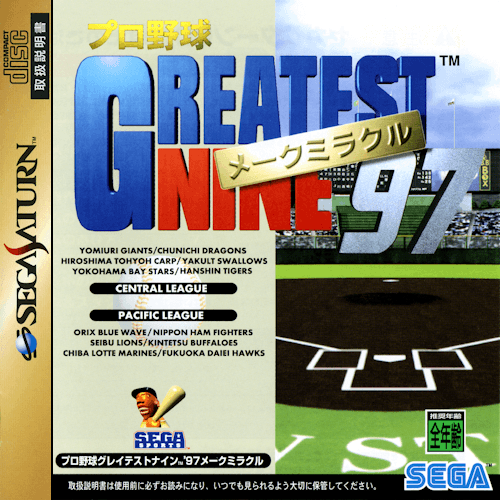 COMPACT
disc
取扱説明書
SEGA SATURN™
プロ野球
GREATEST™
NINE
メークミラクル
97
YOMIURI GIANTS/CHUNICHI DRAGONS
HIROSHIMA TOHYOH CARP/YAKULT SWALLOWS
YOKOHAMA BAY STARS/HANSHIN TIGERS
CENTRAL LEAGUE
PACIFIC LEAGUE
ORIX BLUE WAVE/NIPPON HAM FIGHTERS
SEIBU LIONS/KINTETSU BUFFALOES
CHIBA LOTTE MARINES/FUKUOKA DAIEI HAWKS
SEGA
SPORTS
プロ野球グレイテストナイン™'97メークミラクル
推奨年齢
全年齢
SEGA
取扱説明書は使用前に必ずお読みになり、いつでも見られるよう大切に保管してください。